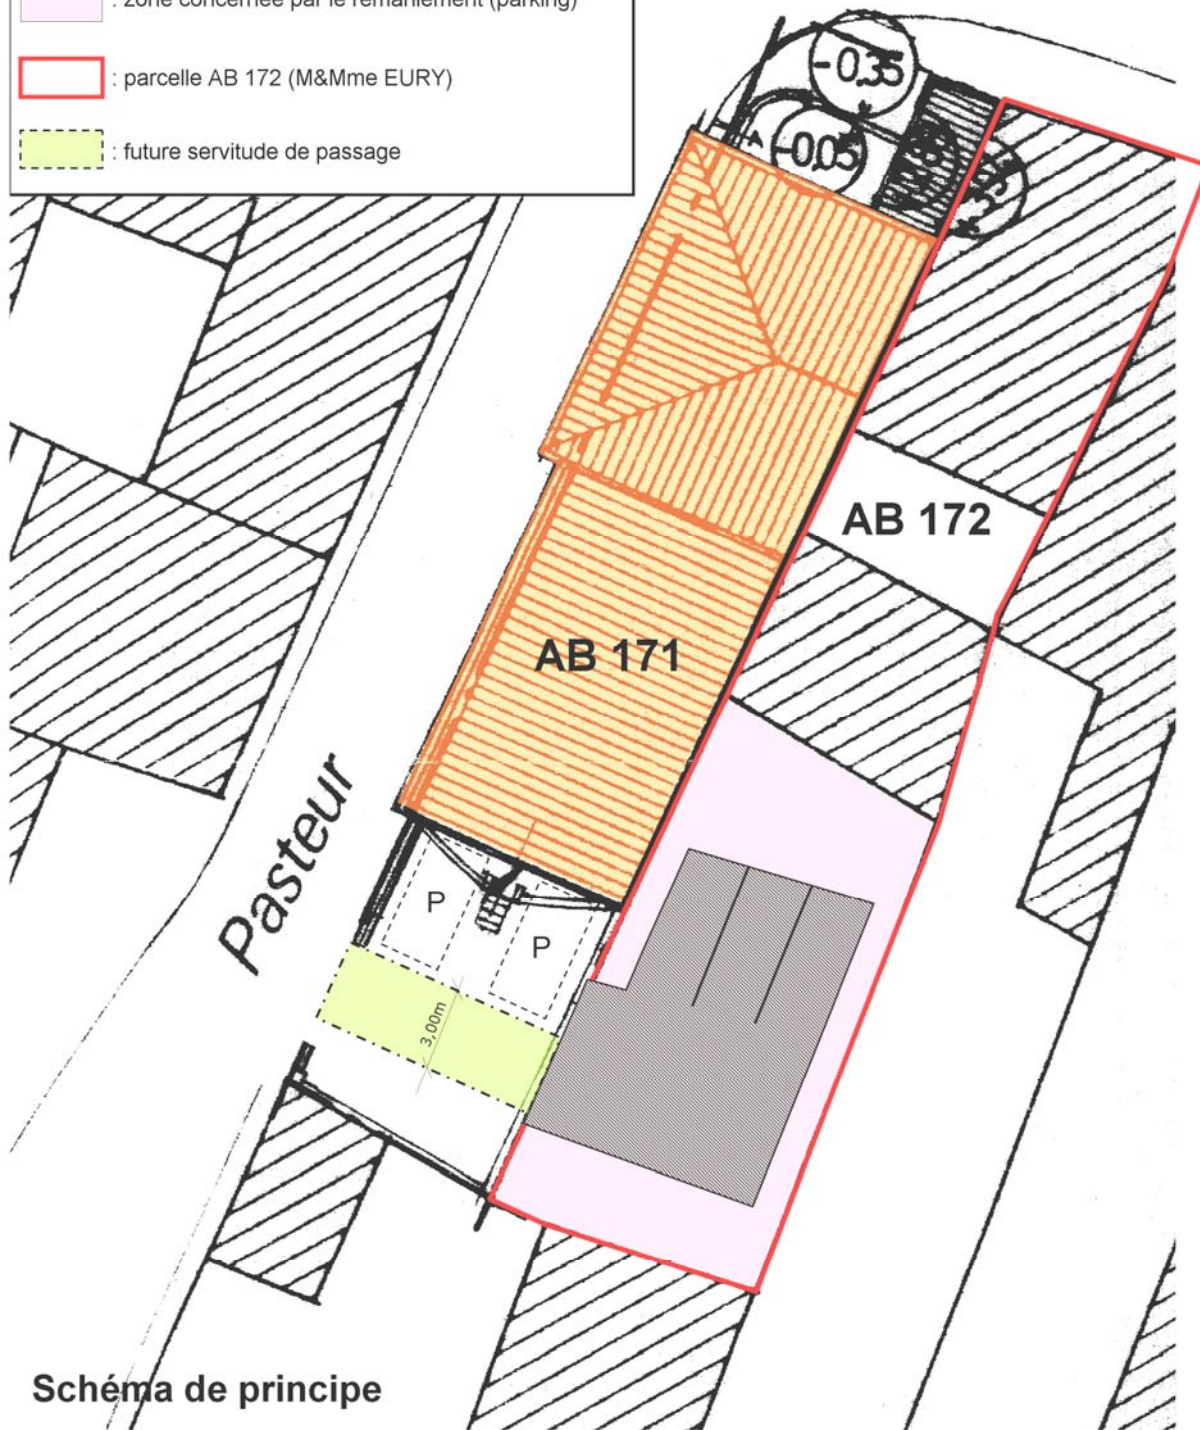 : zone concernée par le remaniement (parking)
: parcelle AB 172 (M&Mme EURY)
: future servitude de passage
-0,35
-0,05
AB 172
AB 171
Pasteur
P
P
3,00m
Schéma de principe